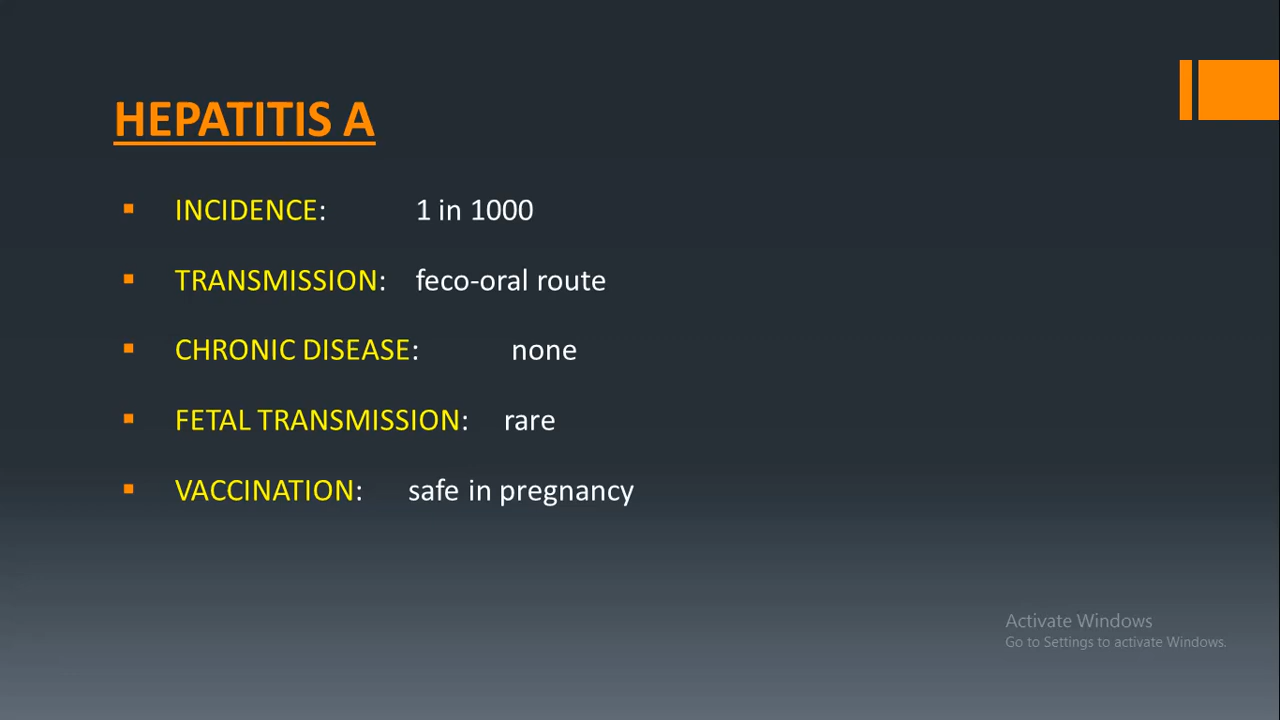 HEPATITIS A
▪ INCIDENCE: 1 in 1000
▪ TRANSMISSION: feco-oral route
▪ CHRONIC DISEASE: none
▪ FETAL TRANSMISSION: rare
▪ VACCINATION: safe in pregnancy
Activate Windows
Go to Settings to activate Windows.